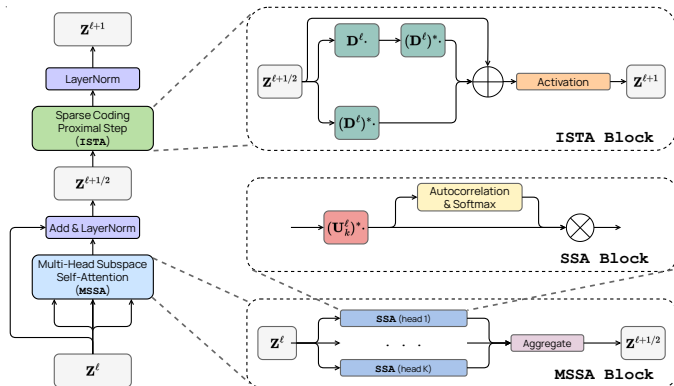 Z^{ℓ+1}
LayerNorm
Sparse Coding
Proximal Step
(ISTA)
Z^{ℓ+1/2}
Add & LayerNorm
Multi-Head Subspace
Self-Attention
(MSSA)
Z^ℓ
Z^{ℓ+1/2}
D^ℓ·
(D^ℓ)*·
(D^ℓ)*·
Activation
Z^{ℓ+1}
ISTA Block
(U_k^ℓ)*·
Autocorrelation
& Softmax
SSA Block
Z^ℓ
SSA (head 1)
. . .
SSA (head K)
Aggregate
Z^{ℓ+1/2}
MSSA Block